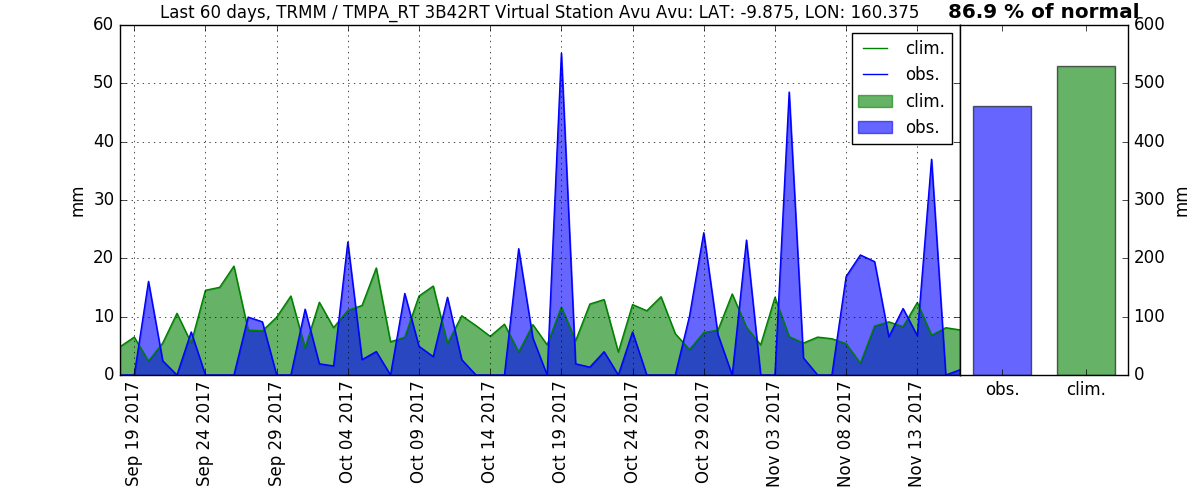 Last 60 days, TRMM / TMPA_RT 3B42RT Virtual Station Avu Avu: LAT: -9.875, LON: 160.375
86.9 % of normal
60
50
40
30
20
10
0
mm
clim.
obs.
clim.
obs.
600
500
400
300
200
100
0
mm
Sep 19 2017
Sep 24 2017
Sep 29 2017
Oct 04 2017
Oct 09 2017
Oct 14 2017
Oct 19 2017
Oct 24 2017
Oct 29 2017
Nov 03 2017
Nov 08 2017
Nov 13 2017
obs.
clim.